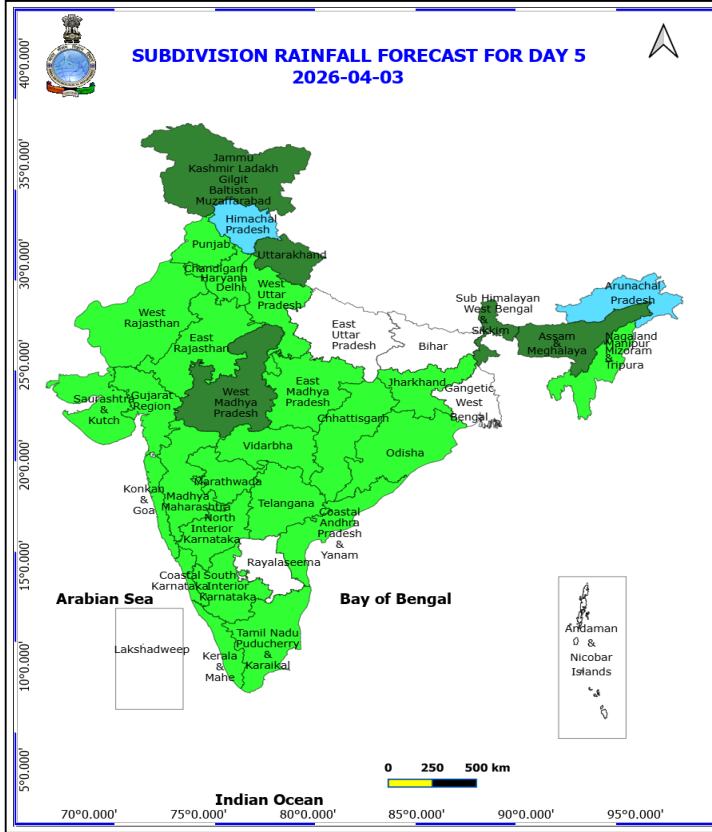 SUBDIVISION RAINFALL FORECAST FOR DAY 5
2026-04-03
40°0.000'
35°0.000'
30°0.000'
25°0.000'
20°0.000'
15°0.000'
10°0.000'
5°0.000'
Jammu
Kashmir Ladakh
Gilgit
Baltistan
Muzaffarabad
Himachal
Pradesh
Punjab
Uttarakhand
Chandigarh
Haryana
Delhi
West
Uttar
Pradesh
West
Rajasthan
East
Rajasthan
East
Uttar
Pradesh
Bihar
Sub Himalayan
West Bengal
&
Sikkim
Arunachal
Pradesh
Assam
&
Meghalaya
Nagaland
Manipur
Mizoram
&
Tripura
Saurashtra
&
Kutch
Gujarat
Region
West
Madhya
Pradesh
East
Madhya
Pradesh
Jharkhand
Gangetic
West
Bengal
Chhattisgarh
Odisha
Vidarbha
Konkan
&
Goa
Madhya
Maharashtra
Marathwada
Telangana
North
Interior
Karnataka
Coastal
Andhra
Pradesh
&
Yanam
Rayalaseema
Coastal
Karnataka
South
Interior
Karnataka
Arabian Sea
Bay of Bengal
Lakshadweep
Kerala
&
Mahe
Tamil Nadu
Puducherry
&
Karaikal
Andaman
&
Nicobar
Islands
0 250 500 km
Indian Ocean
70°0.000' 75°0.000' 80°0.000' 85°0.000' 90°0.000' 95°0.000'